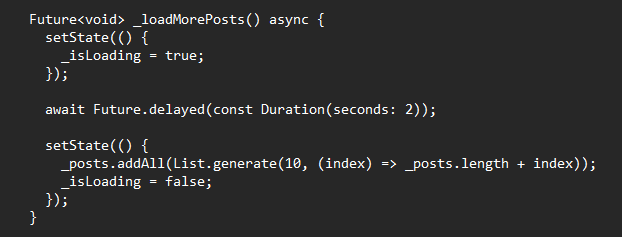 Future<void> _loadMorePosts() async {
  setState(() {
    _isLoading = true;
  });

  await Future.delayed(const Duration(seconds: 2));

  setState(() {
    _posts.addAll(List.generate(10, (index) => _posts.length + index));
    _isLoading = false;
  });
}